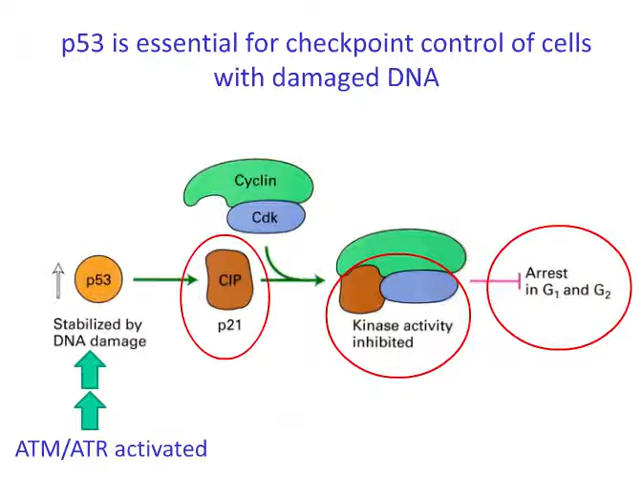 p53 is essential for checkpoint control of cells
with damaged DNA
Cyclin
Cdk
p53
CIP
Arrest
in G₁ and G₂
Stabilized by
DNA damage
p21
Kinase activity
inhibited
ATM/ATR activated